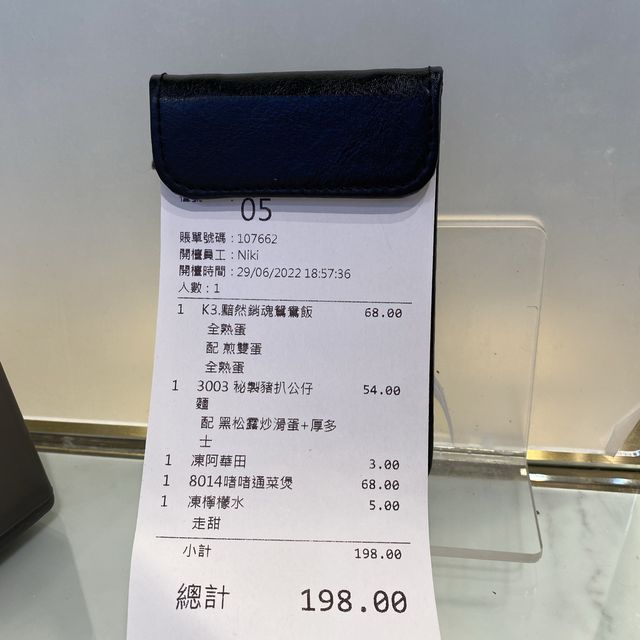 05
賬單號碼：107662
開檯員工：Niki
開檯時間：29/06/2022 18:57:36
人數：1
1 K3.黯然銷魂鴛鴦飯 68.00
全熟蛋
配 煎雙蛋
全熟蛋
1 3003 秘製豬扒公仔 54.00
麵
配 黑松露炒滑蛋+厚多
士
1 凍阿華田 3.00
1 8014啫啫通菜煲 68.00
1 凍檸檬水 5.00
走甜
小計 198.00
總計 198.00